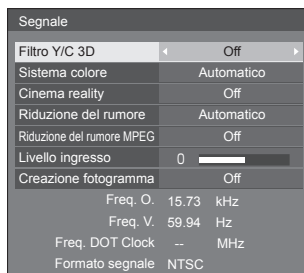 Segnale
Filtro Y/C 3D Off
Sistema colore Automatico
Cinema reality Off
Riduzione del rumore Automatico
Riduzione del rumore MPEG Off
Livello ingresso 0
Creazione fotogramma Off
Freq. O. 15.73 kHz
Freq. V. 59.94 Hz
Freq. DOT Clock -- MHz
Formato segnale NTSC